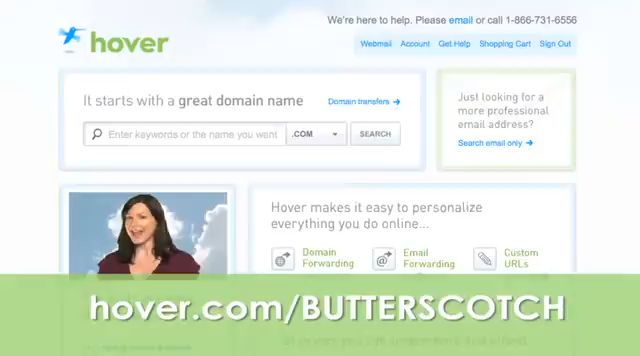 We're here to help. Please email or call 1-866-731-6556
hover
Webmail Account Get Help Shopping Cart Sign Out
It starts with a great domain name
Domain transfers
Enter keywords or the name you want
.COM
SEARCH
Just looking for a
more professional
email address?
Search email only
Hover makes it easy to personalize
everything you do online...
Domain
Forwarding
Email
Forwarding
Custom
URLs
hover.com/BUTTERSCOTCH